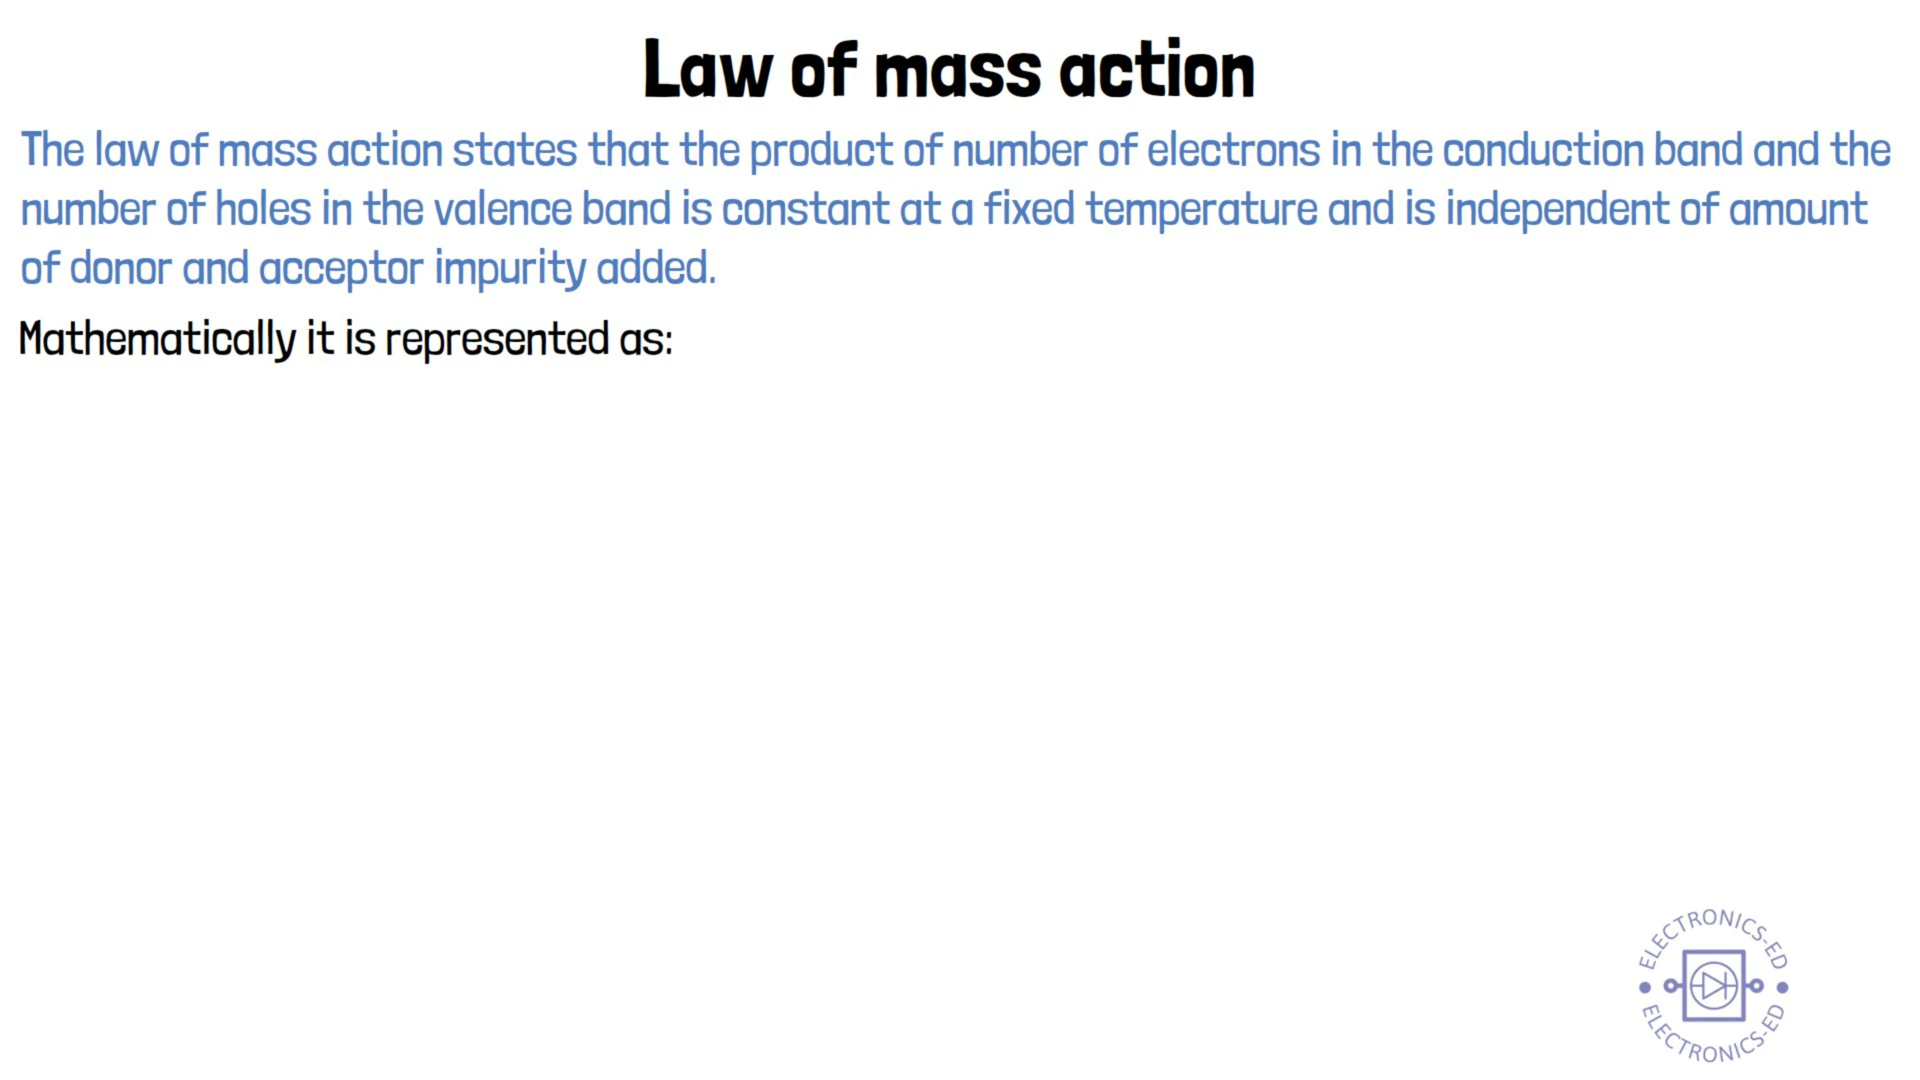 Law of mass action
The law of mass action states that the product of number of electrons in the conduction band and the
number of holes in the valence band is constant at a fixed temperature and is independent of amount
of donor and acceptor impurity added.
Mathematically it is represented as:
ELECTRONICS-ED
ELECTRONICS-ED